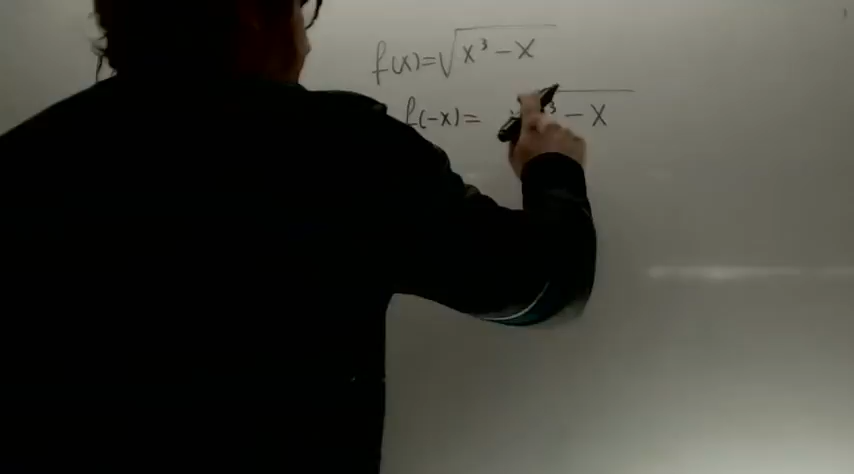 f(x)=√x³-x
f(-x)= ³-x